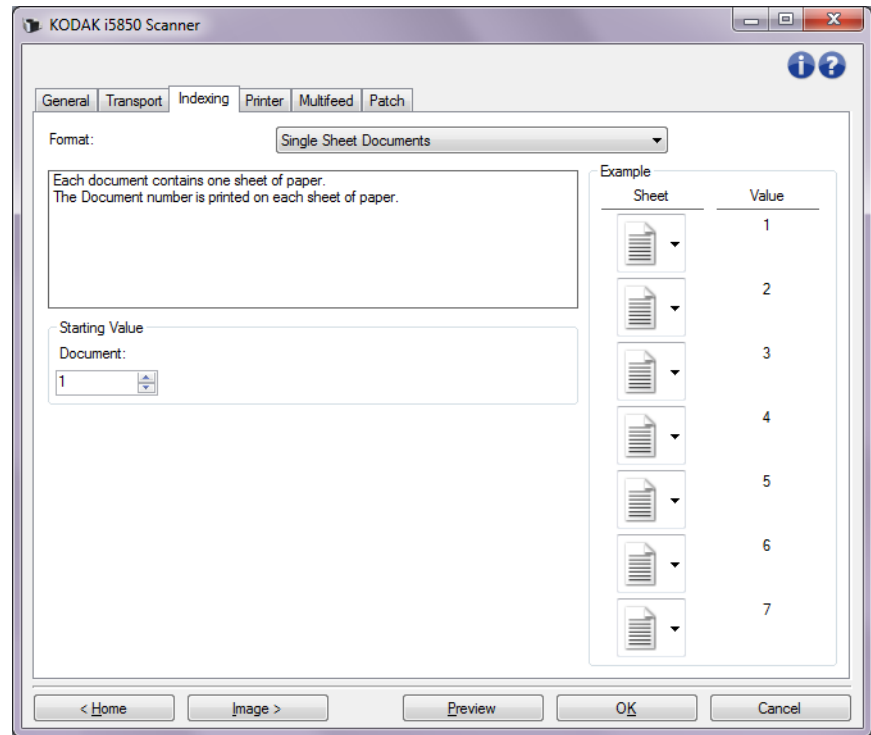 KODAK i5850 Scanner
General Transport Indexing Printer Multifeed Patch
Format: Single Sheet Documents
Each document contains one sheet of paper.
The Document number is printed on each sheet of paper.
Starting Value
Document:
1
Example
Sheet Value
1
2
3
4
5
6
7
< Home Image > Preview OK Cancel